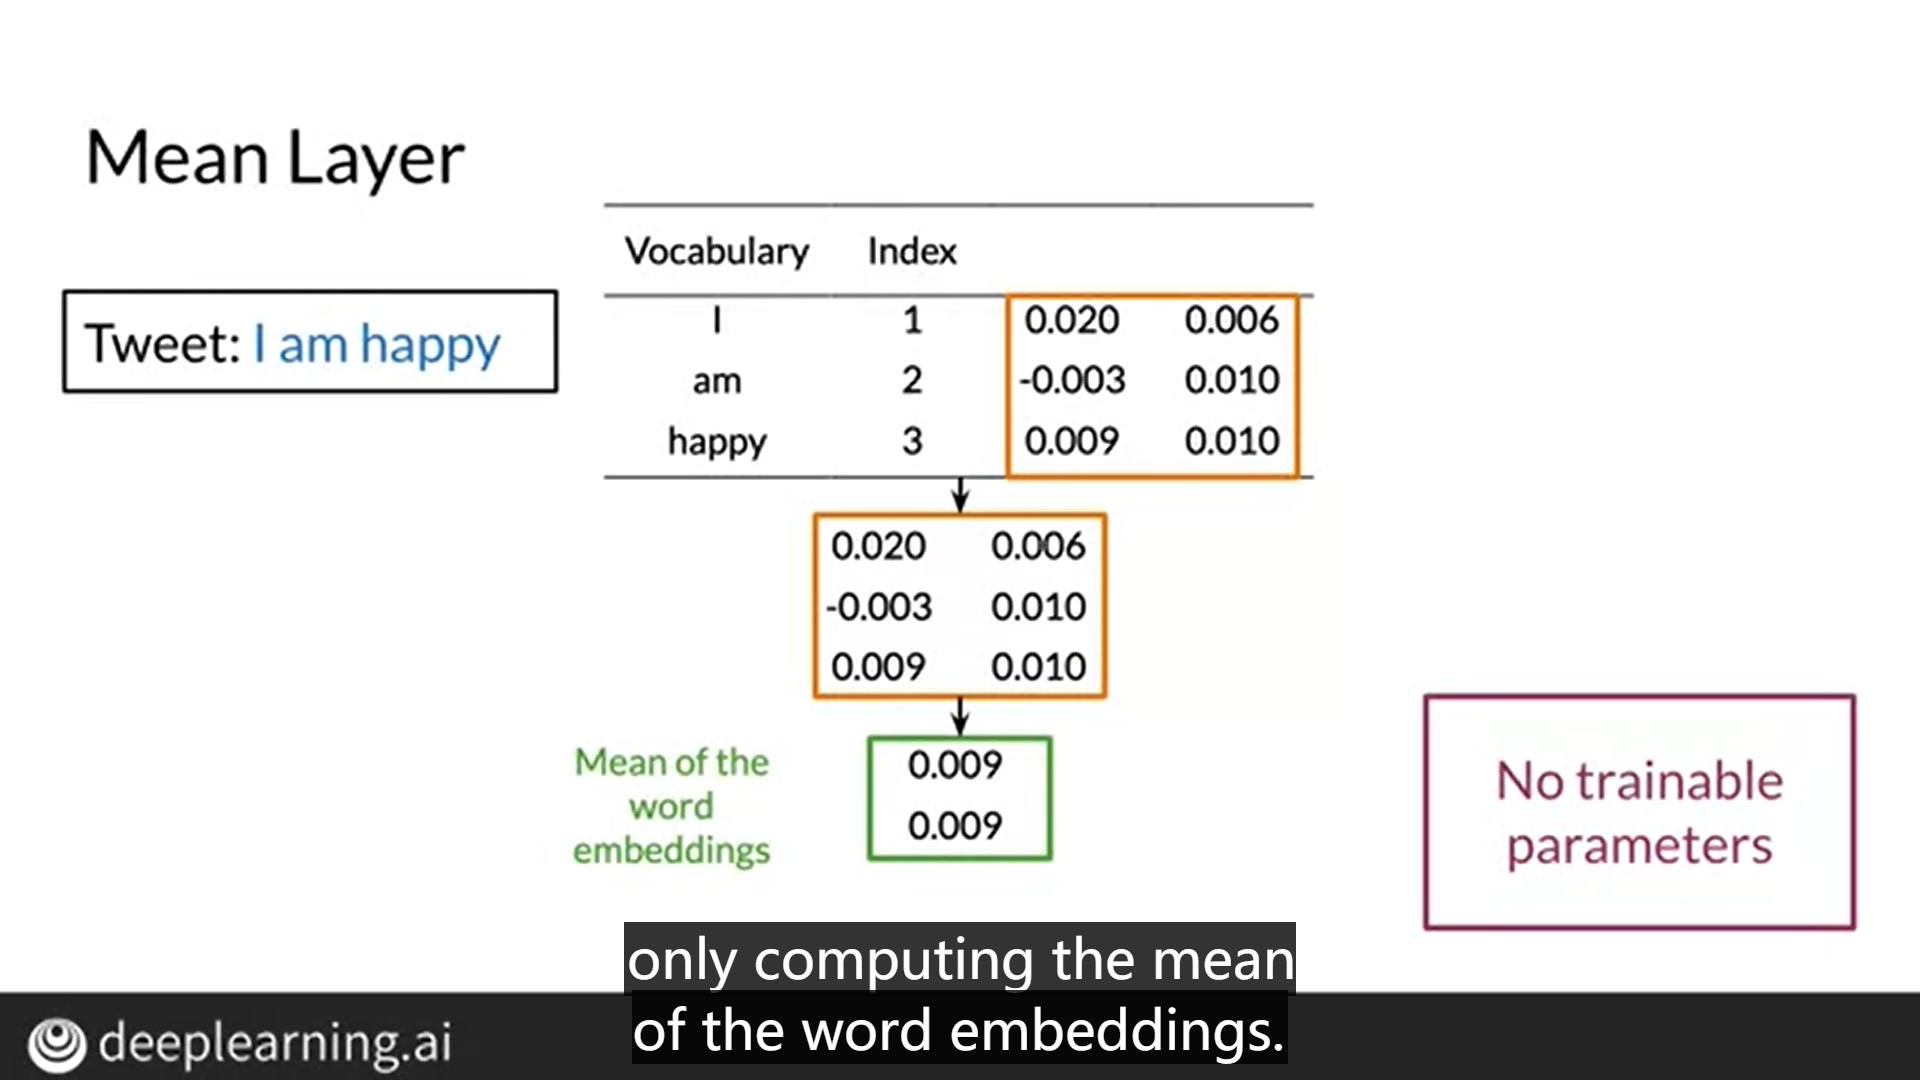 Mean Layer
Tweet: I am happy
Vocabulary Index
I 1 0.020 0.006
am 2 -0.003 0.010
happy 3 0.009 0.010
0.020 0.006
-0.003 0.010
0.009 0.010
Mean of the
word
embeddings
0.009
0.009
No trainable
parameters
only computing the mean
of the word embeddings.
deeplearning.ai